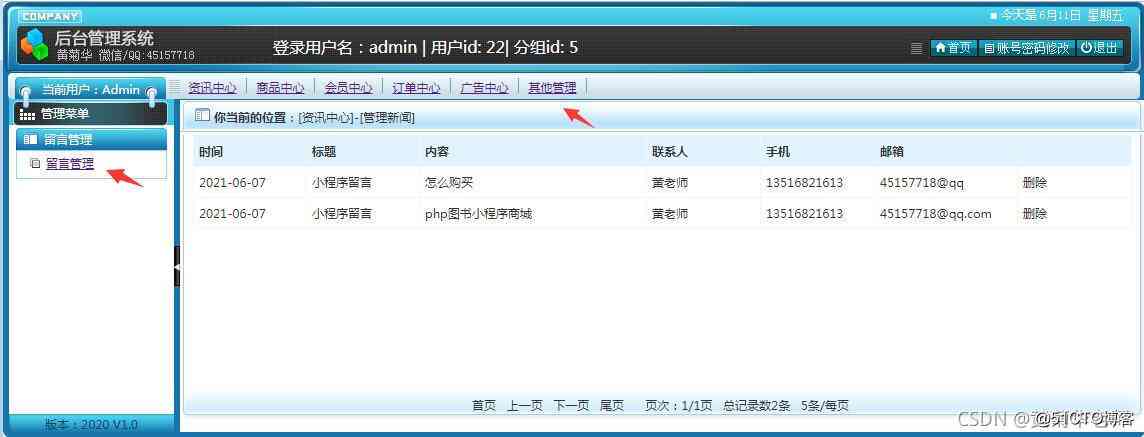 COMPANY
今天是 6月11日 星期五
后台管理系统
黄菊华 微信/QQ:45157718
登录用户名：admin | 用户id: 22| 分组id: 5
首页 账号密码修改 退出
当前用户：Admin
资讯中心 商品中心 会员中心 订单中心 广告中心 其他管理
管理菜单
你当前的位置：[资讯中心]-[管理新闻]
留言管理
留言管理
时间 标题 内容 联系人 手机 邮箱
2021-06-07 小程序留言 怎么购买 黄老师 13516821613 45157718@qq 删除
2021-06-07 小程序留言 php图书小程序商城 黄老师 13516821613 45157718@qq.com 删除
首页 上一页 下一页 尾页 页次：1/1页 总记录数2条 5条/每页
版本：2020 V1.0
CSDN
@51CTO博客